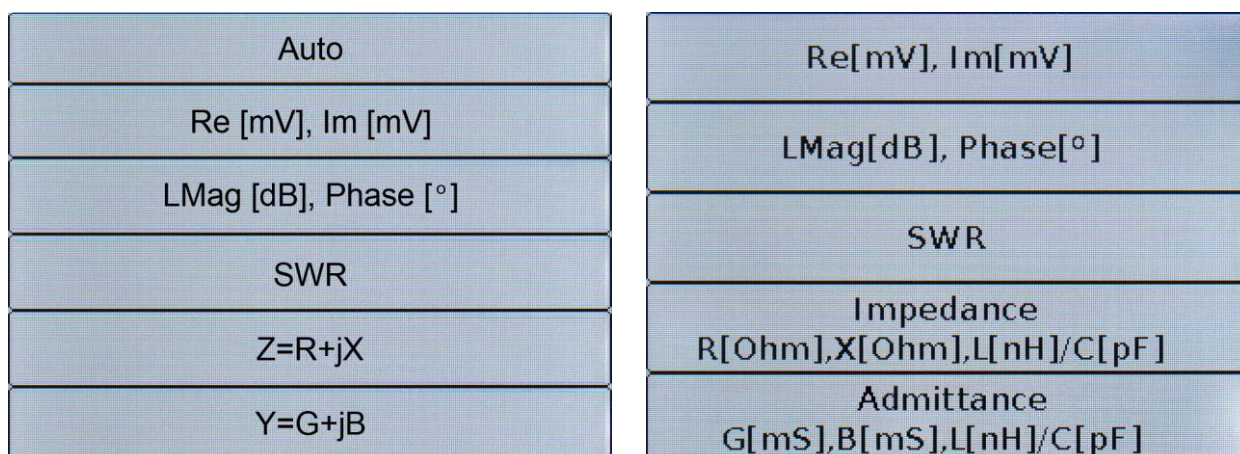 Auto
Re [mV], Im [mV]
LMag [dB], Phase [°]
SWR
Z=R+jX
Y=G+jB
Re[mV], Im[mV]
LMag[dB], Phase[º]
SWR
Impedance
R[Ohm],X[Ohm],L[nH]/C[pF]
Admittance
G[mS],B[mS],L[nH]/C[pF]